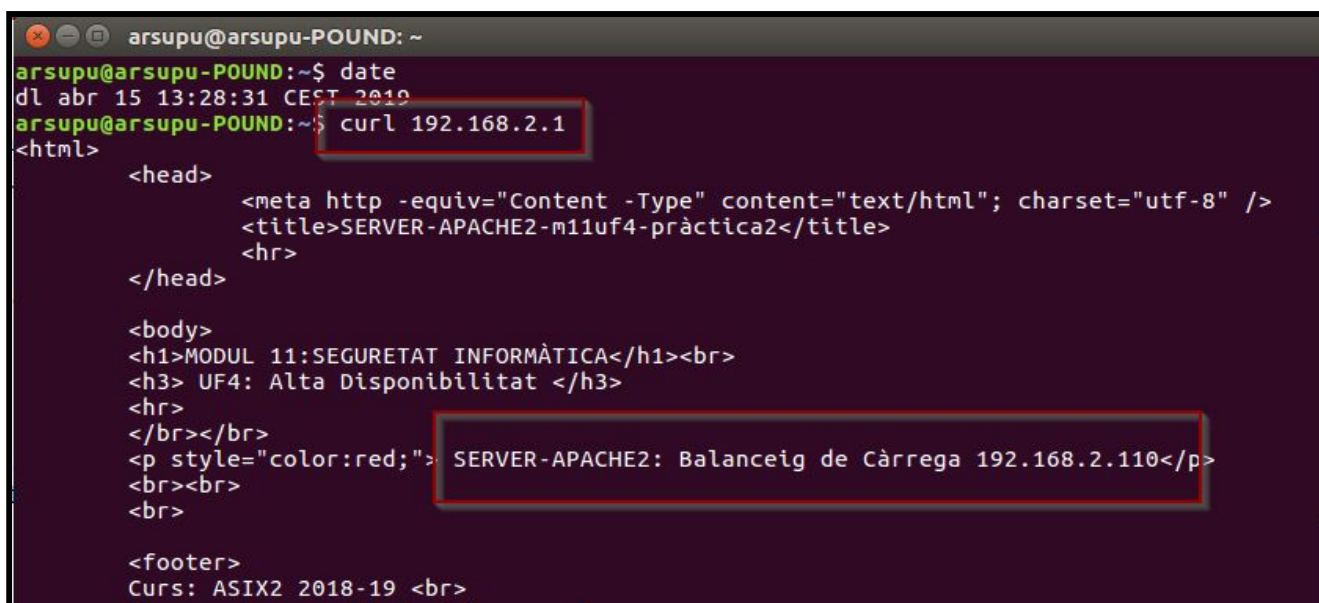 arsupu@arsupu-POUND: ~
arsupu@arsupu-POUND:~$ date
dl abr 15 13:28:31 CEST 2019
arsupu@arsupu-POUND:~$ curl 192.168.2.1
<html>
<head>
<meta http -equiv="Content -Type" content="text/html"; charset="utf-8" />
<title>SERVER-APACHE2-m11uf4-pràctica2</title>
<hr>
</head>
<body>
<h1>MODUL 11:SEGURETAT INFORMÀTICA</h1><br>
<h3> UF4: Alta Disponibilitat </h3>
<hr>
</br></br>
<p style="color:red;"> SERVER-APACHE2: Balanceig de Càrrega 192.168.2.110</p>
<br><br>
<br>
<footer>
Curs: ASIX2 2018-19 <br>